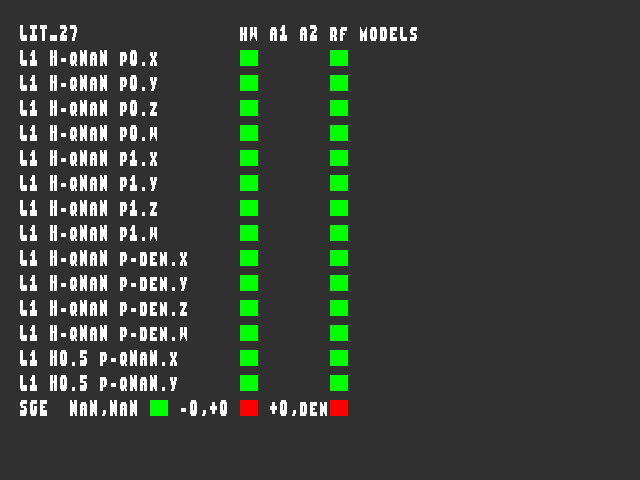 LIT_27 HW A1 A2 RF MODELS
L1 H-QNAN P0.X
L1 H-QNAN P0.Y
L1 H-QNAN P0.Z
L1 H-QNAN P0.W
L1 H-QNAN P1.X
L1 H-QNAN P1.Y
L1 H-QNAN P1.Z
L1 H-QNAN P1.W
L1 H-QNAN P-DEN.X
L1 H-QNAN P-DEN.Y
L1 H-QNAN P-DEN.Z
L1 H-QNAN P-DEN.W
L1 H0.5 P-QNAN.X
L1 H0.5 P-QNAN.Y
SGE NAN,NAN -0,+0 +0,DEN